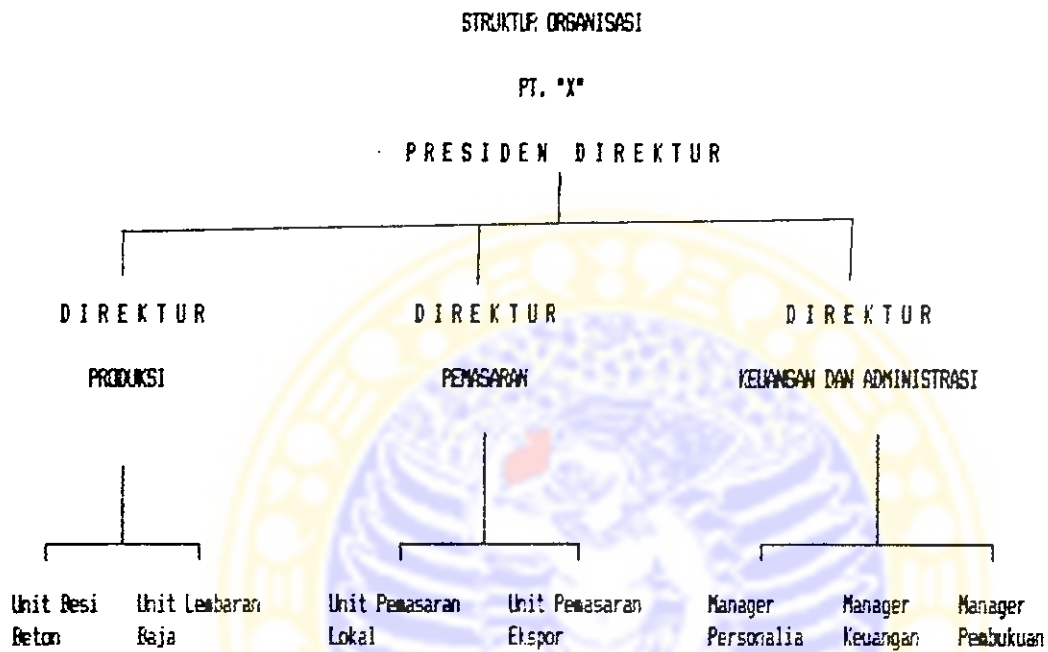 STRUKTUR ORGANISASI
PT. "X"
PRESIDEN DIREKTUR
DIREKTUR DIREKTUR DIREKTUR
PRODUKSI PEMASARAN KEUANGAN DAN ADMINISTRASI
Unit Besi Unit Lembaran Unit Pemasaran Unit Pemasaran Manager Manager Manager
Beton Baja Lokal Ekspor Personalia Keuangan Pembukuan